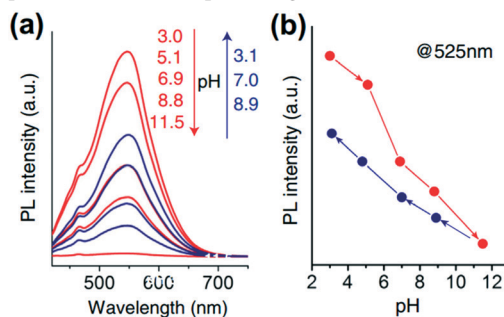 (a)
3.0
5.1
6.9
8.8
11.5
pH
3.1
7.0
8.9
PL intensity (a.u.)
500
600
700
Wavelength (nm)
(b)
@525nm
PL intensity (a.u.)
2
4
6
8
10
12
pH